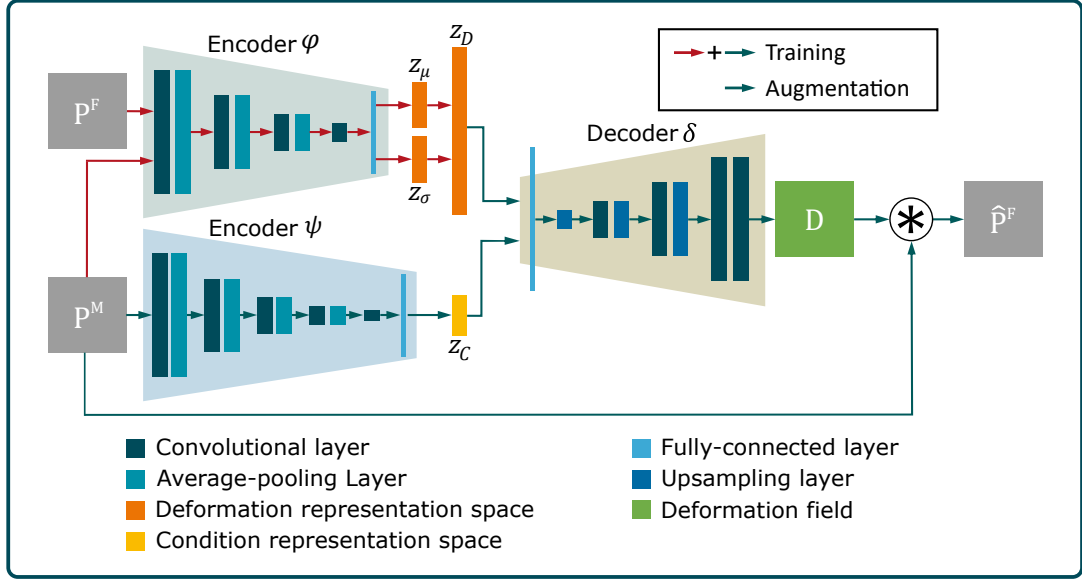 Encoder φ
z_D
+ Training
Augmentation
z_μ
P^F
Decoder δ
z_σ
D
*
P̂^F
Encoder ψ
P^M
z_C
Convolutional layer
Average-pooling Layer
Deformation representation space
Condition representation space
Fully-connected layer
Upsampling layer
Deformation field